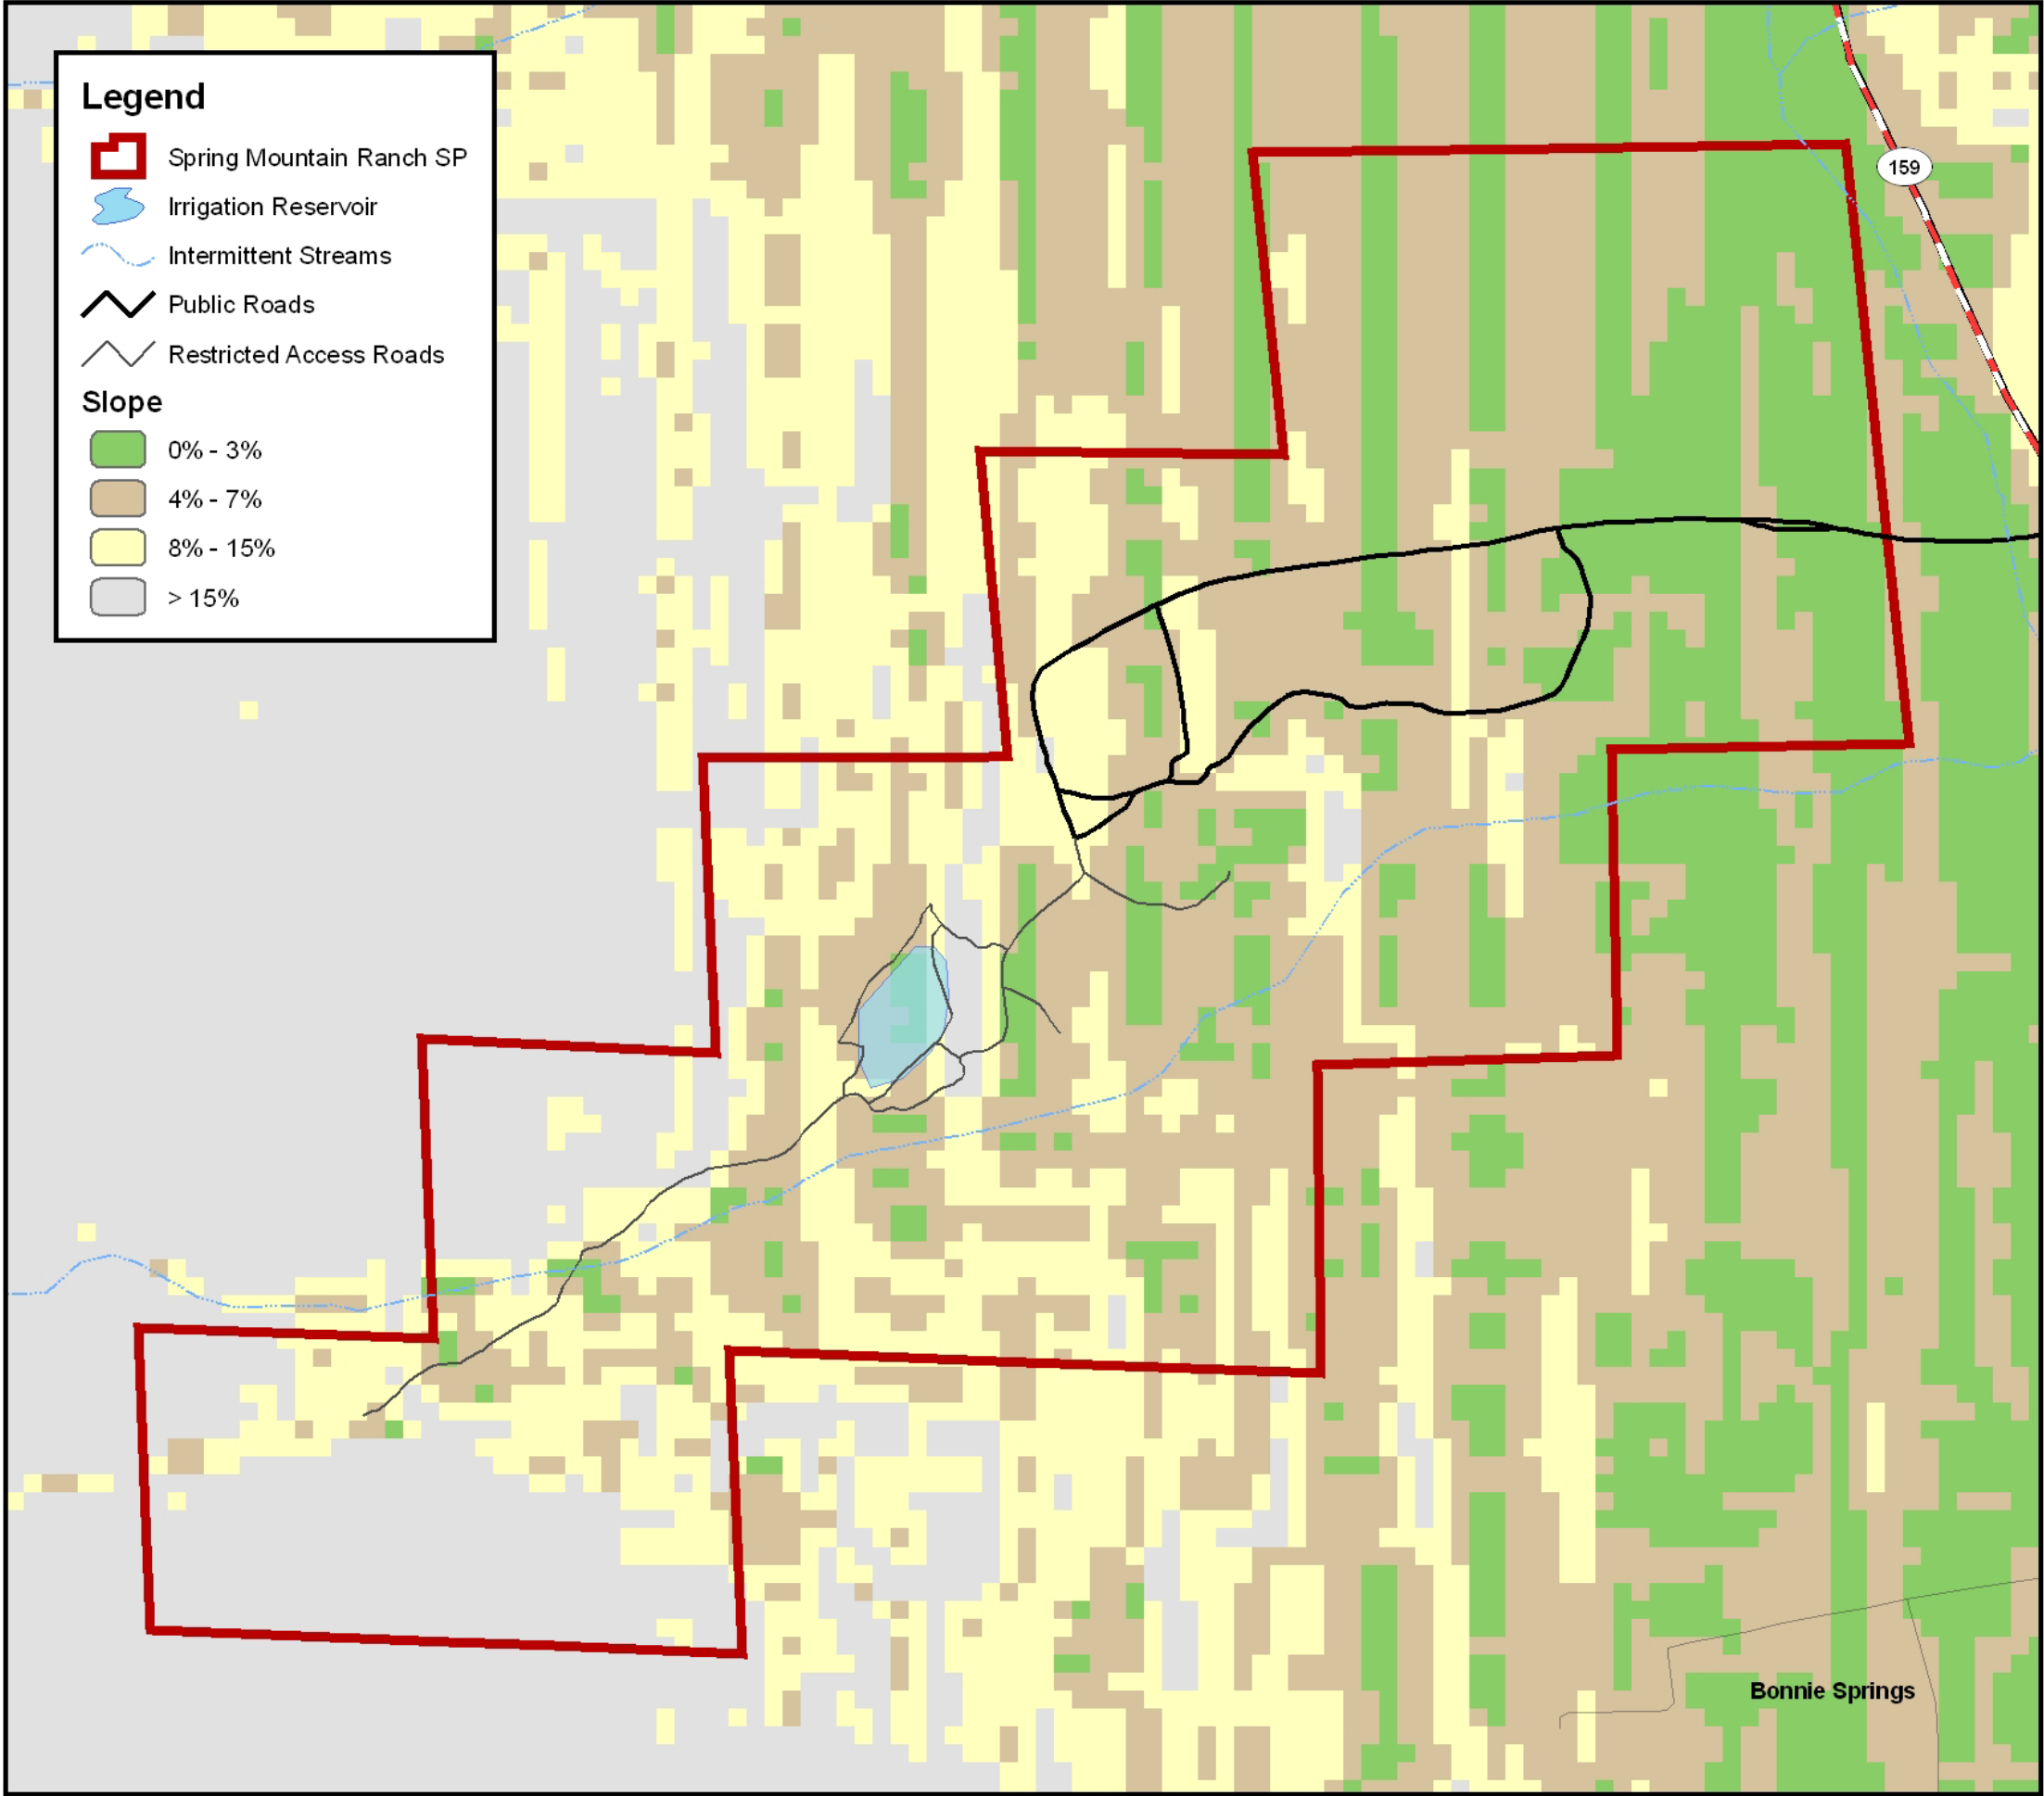 Legend
Spring Mountain Ranch SP
Irrigation Reservoir
Intermittent Streams
Public Roads
Restricted Access Roads
Slope
0% - 3%
4% - 7%
8% - 15%
> 15%
159
Bonnie Springs